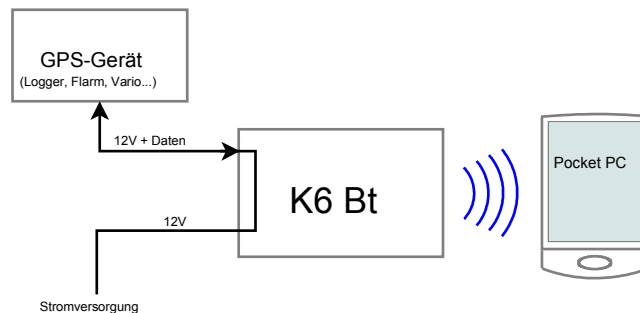 GPS-Gerät
(Logger, Flarm, Vario...)
12V + Daten
K6 Bt
Pocket PC
12V
Stromversorgung